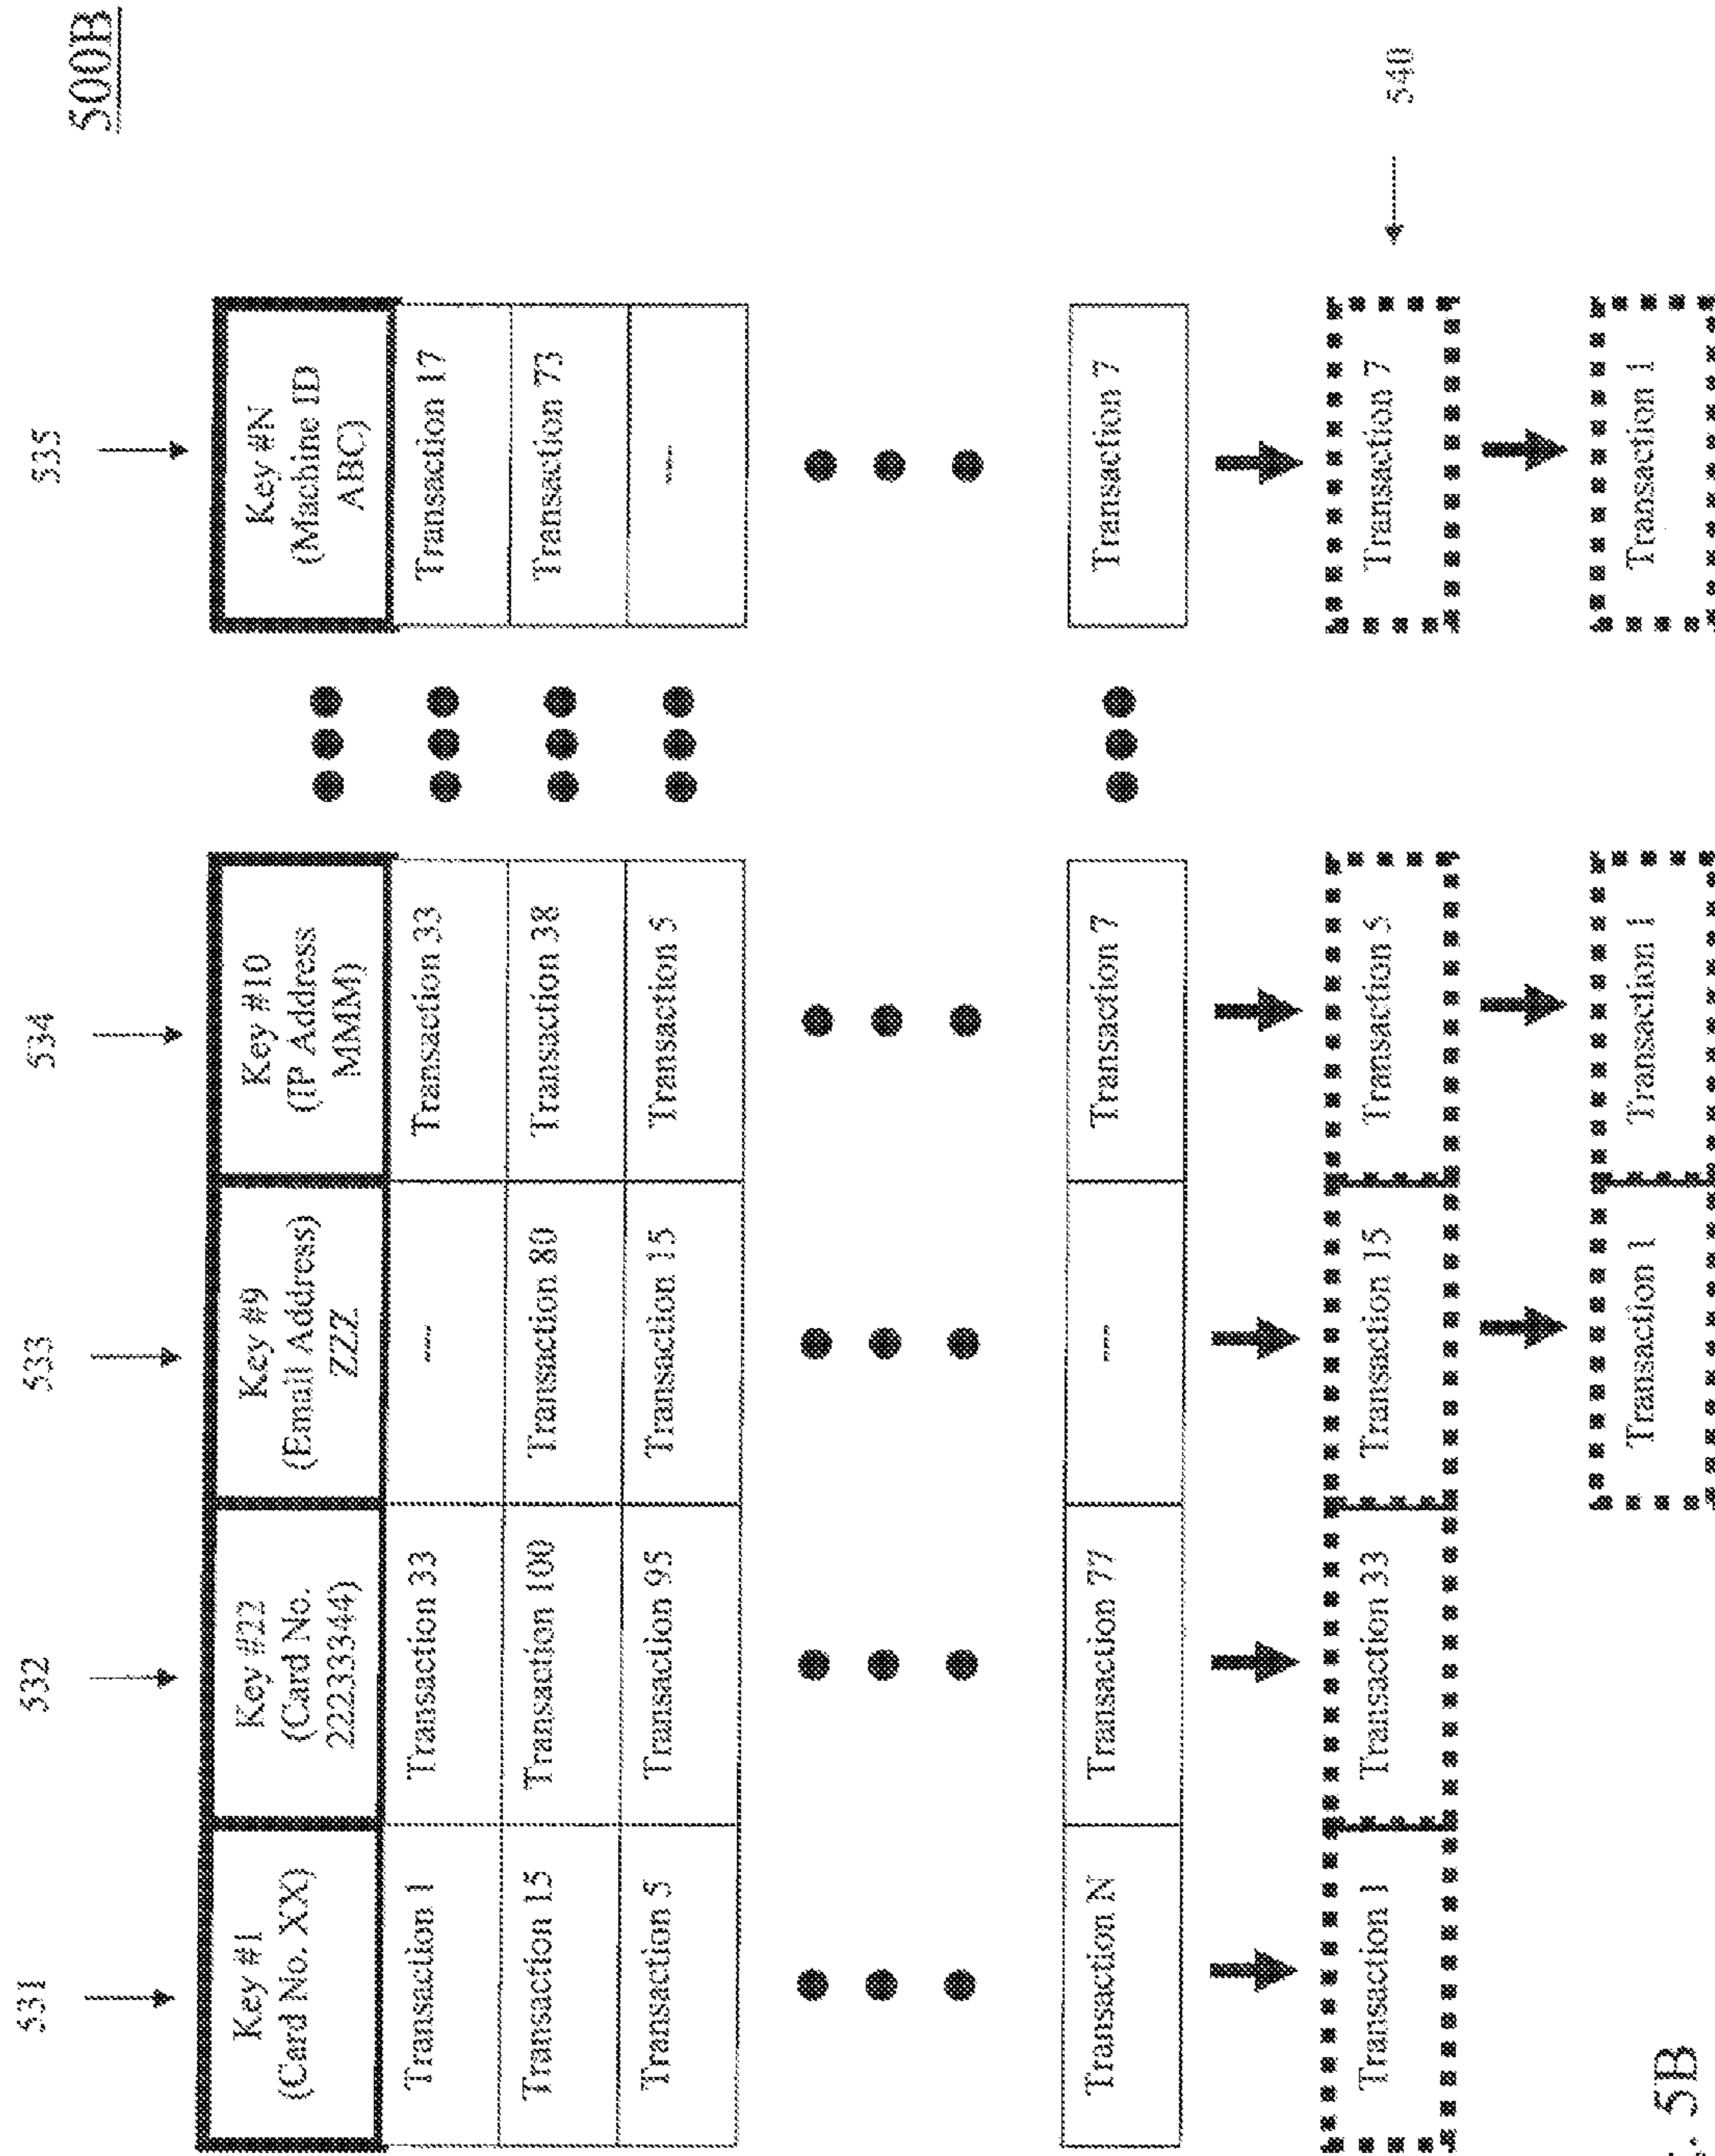 500B
531 532 533 534 535
Key #1 Key #22 Key #9 Key #10 Key #N
(Card No. XX) (Card No. (Email Address) (IP Address (Machine ID
22233344) ZZZ MMM) ABC)
Transaction 1 Transaction 33 ---- Transaction 33 Transaction 17
Transaction 15 Transaction 100 Transaction 80 Transaction 38 Transaction 73
Transaction 5 Transaction 95 Transaction 15 Transaction 5 ----
Transaction N Transaction 77 ---- Transaction 7 Transaction 7
Transaction 1 Transaction 33 Transaction 15 Transaction 5 Transaction 7
540
Transaction 1 Transaction 1 Transaction 1
5B